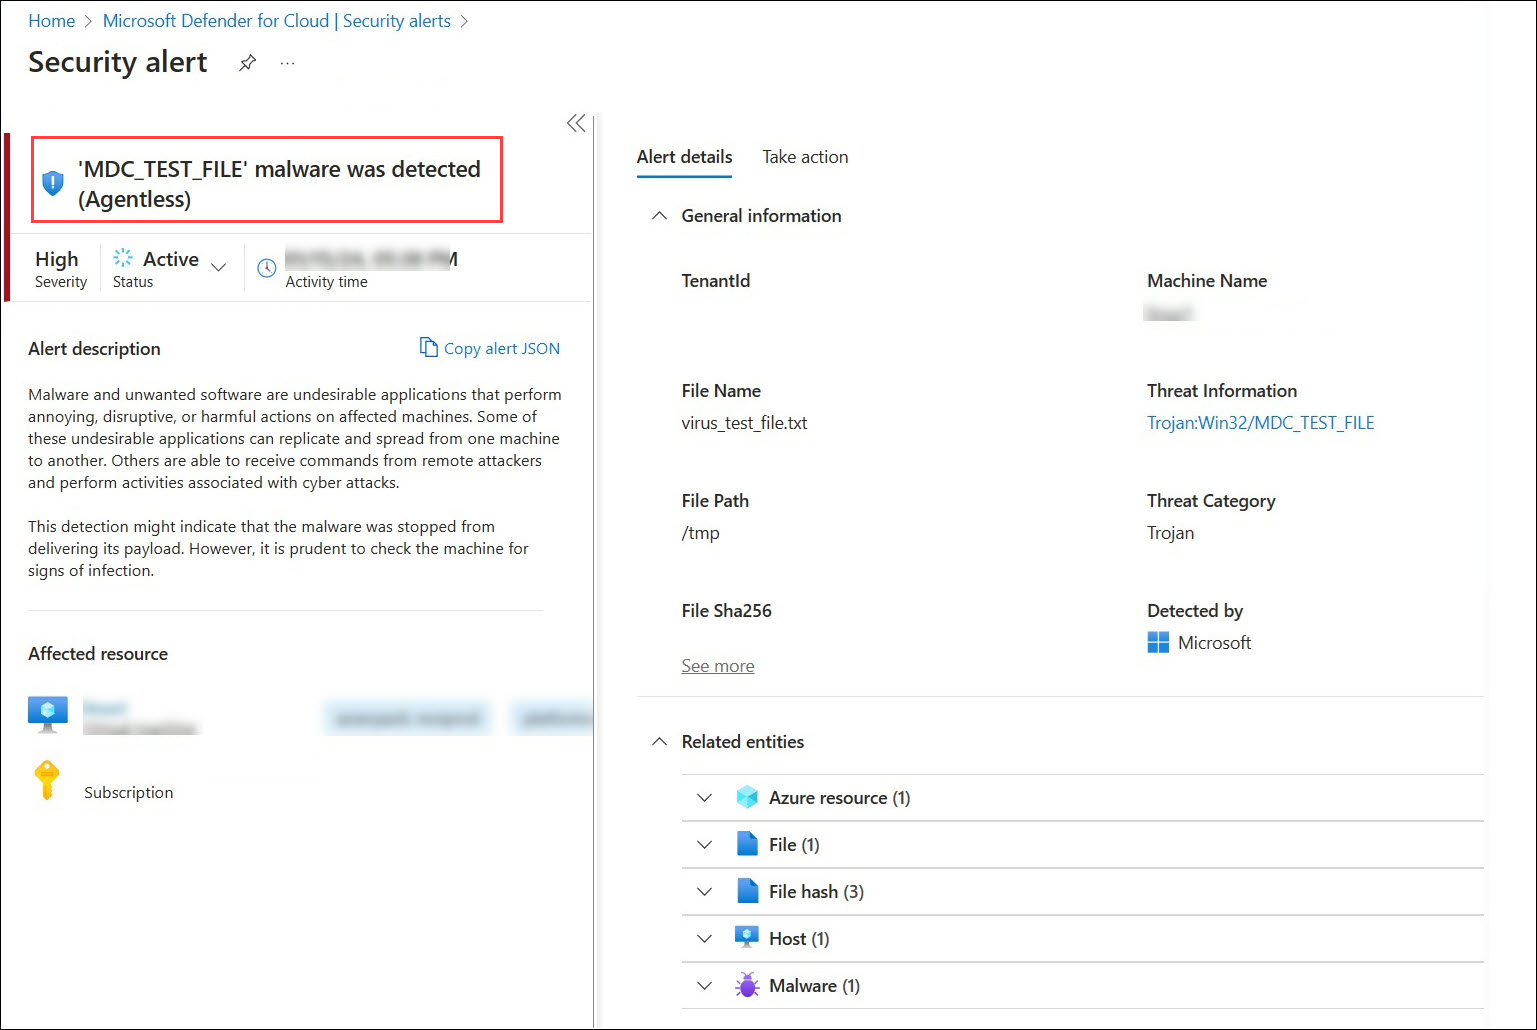 Home > Microsoft Defender for Cloud | Security alerts >
Security alert
...
'MDC_TEST_FILE' malware was detected
(Agentless)
High
Severity
Active
Status
Activity time
Alert description
Copy alert JSON
Malware and unwanted software are undesirable applications that perform
annoying, disruptive, or harmful actions on affected machines. Some of
these undesirable applications can replicate and spread from one machine
to another. Others are able to receive commands from remote attackers
and perform activities associated with cyber attacks.
This detection might indicate that the malware was stopped from
delivering its payload. However, it is prudent to check the machine for
signs of infection.
Affected resource
Subscription
Alert details
Take action
General information
TenantId
Machine Name
File Name
virus_test_file.txt
Threat Information
Trojan:Win32/MDC_TEST_FILE
File Path
/tmp
Threat Category
Trojan
File Sha256
Detected by
Microsoft
See more
Related entities
Azure resource (1)
File (1)
File hash (3)
Host (1)
Malware (1)